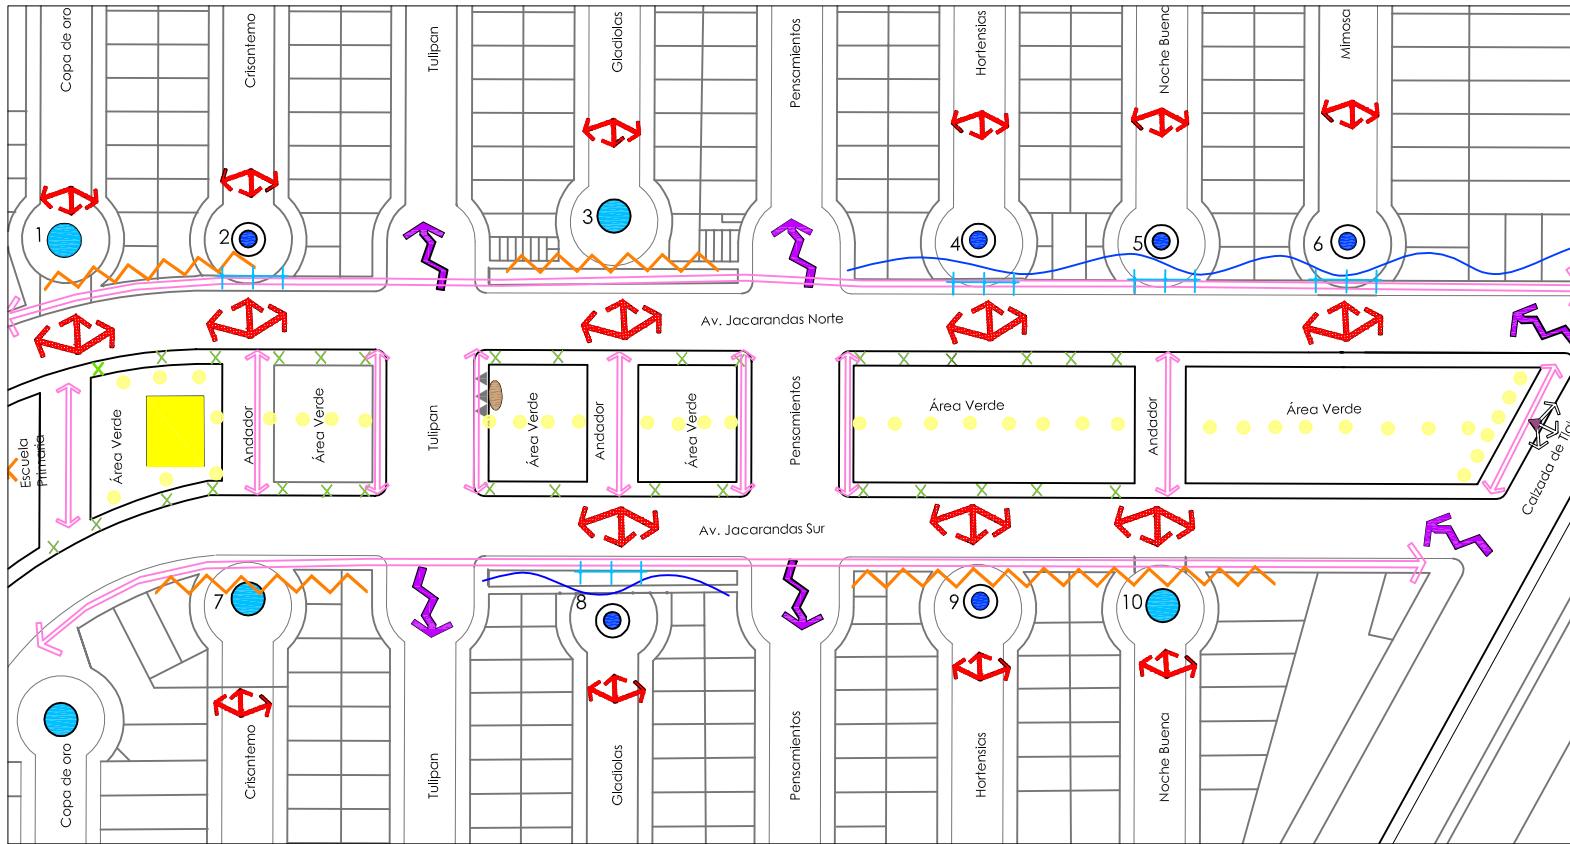 Copa de oro
Crisantemo
Tulipan
Gladiolas
Pensamientos
Hortensias
Noche Buena
Mimosa
1
2
3
4
5
6
Av. Jacarandas Norte
Escuela
Primaria
Área Verde
Andador
Área Verde
Tulipan
Área Verde
Andador
Área Verde
Pensamientos
Área Verde
Andador
Área Verde
Calzada de
Av. Jacarandas Sur
7
8
9
10
Copa de oro
Crisantemo
Tulipan
Gladiolas
Pensamientos
Hortensias
Noche Buena